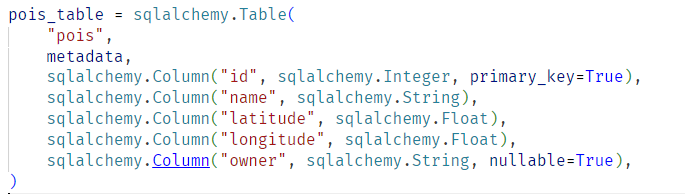 pois_table = sqlalchemy.Table(
    "pois",
    metadata,
    sqlalchemy.Column("id", sqlalchemy.Integer, primary_key=True),
    sqlalchemy.Column("name", sqlalchemy.String),
    sqlalchemy.Column("latitude", sqlalchemy.Float),
    sqlalchemy.Column("longitude", sqlalchemy.Float),
    sqlalchemy.Column("owner", sqlalchemy.String, nullable=True),
)